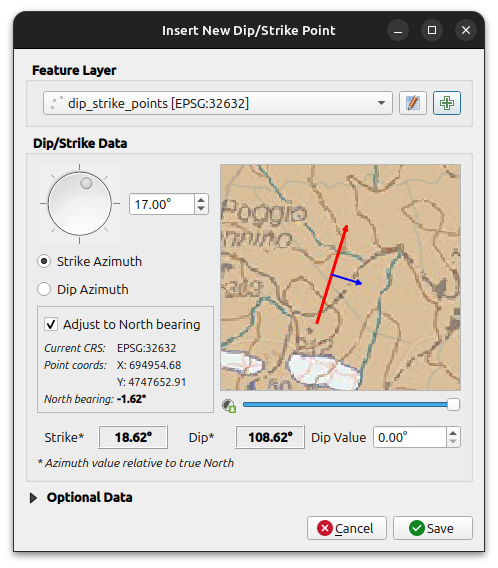 Insert New Dip/Strike Point
Feature Layer
dip_strike_points [EPSG:32632]
Dip/Strike Data
17.00°
Strike Azimuth
Dip Azimuth
Adjust to North bearing
Current CRS: EPSG:32632
Point coords: X: 694954.68
Y: 4747652.91
North bearing: -1.62°
Poggio
Strike* 18.62° Dip* 108.62° Dip Value 0.00°
* Azimuth value relative to true North
Optional Data
Cancel Save